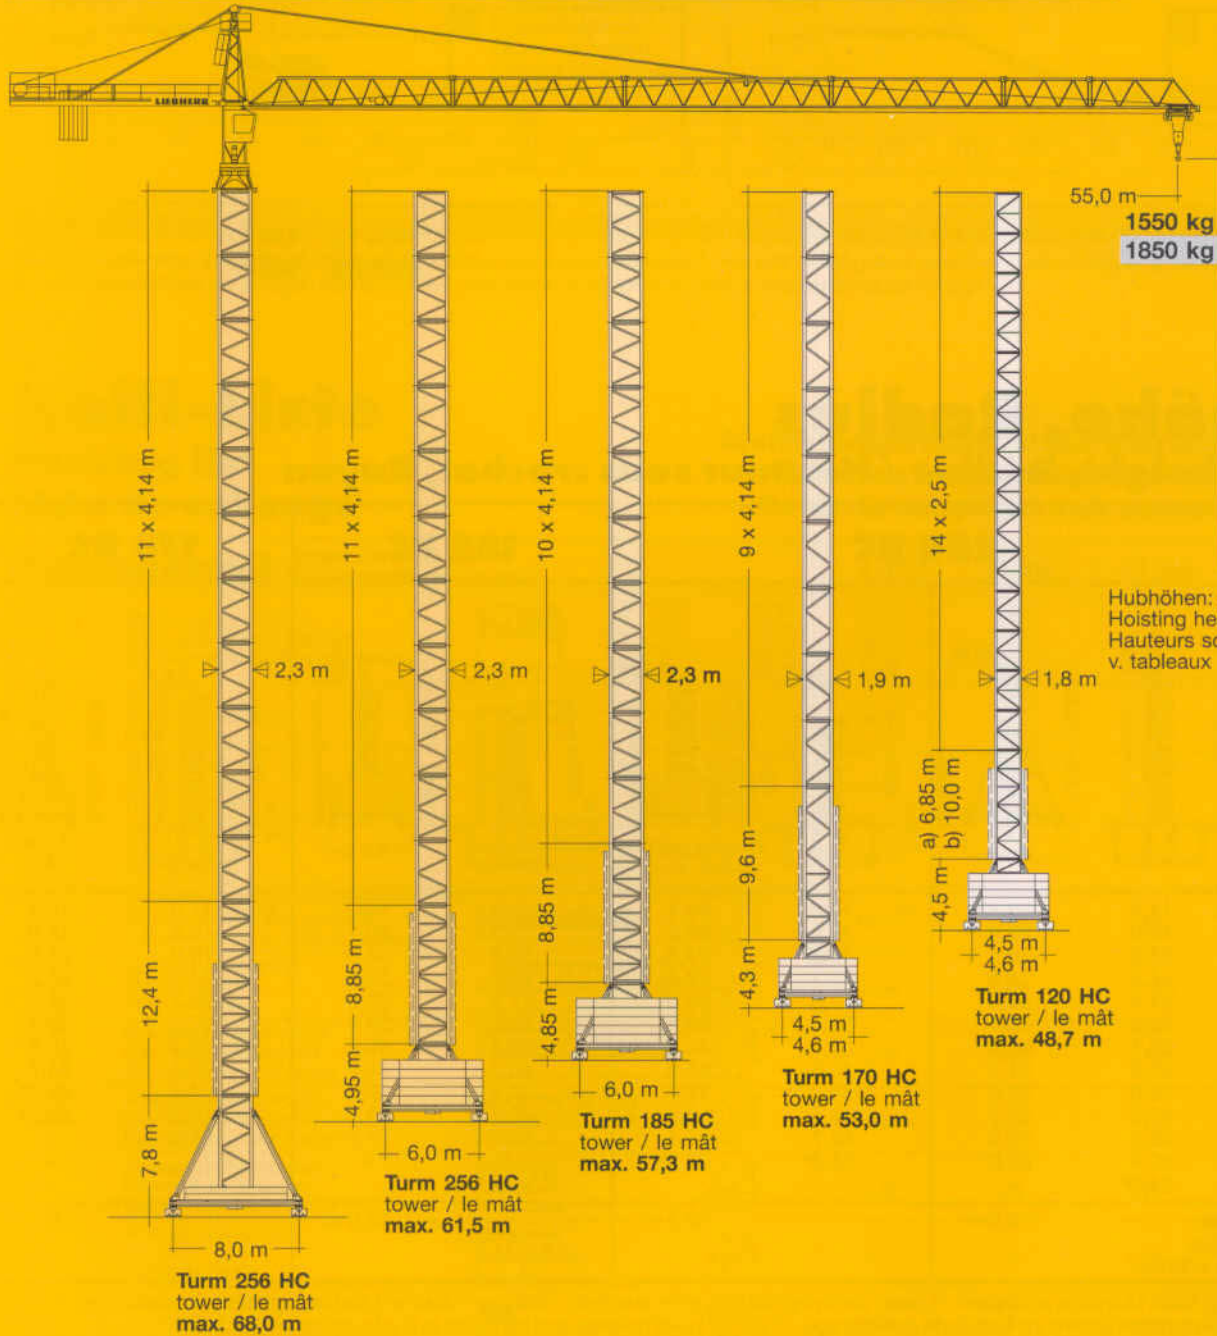 LIEBHERR
55,0 m
1550 kg
1850 kg
11 x 4,14 m
11 x 4,14 m
10 x 4,14 m
9 x 4,14 m
14 x 2,5 m
Hubhöhen:
Hoisting he
Hauteurs so
v. tableaux
2,3 m
2,3 m
2,3 m
1,9 m
1,8 m
12,4 m
7,8 m
8,85 m
4,95 m
8,85 m
4,85 m
9,6 m
4,3 m
a) 6,85 m
b) 10,0 m
4,5 m
8,0 m
Turm 256 HC
tower / le mât
max. 68,0 m
6,0 m
Turm 256 HC
tower / le mât
max. 61,5 m
6,0 m
Turm 185 HC
tower / le mât
max. 57,3 m
4,5 m
4,6 m
Turm 170 HC
tower / le mât
max. 53,0 m
4,5 m
4,6 m
Turm 120 HC
tower / le mât
max. 48,7 m